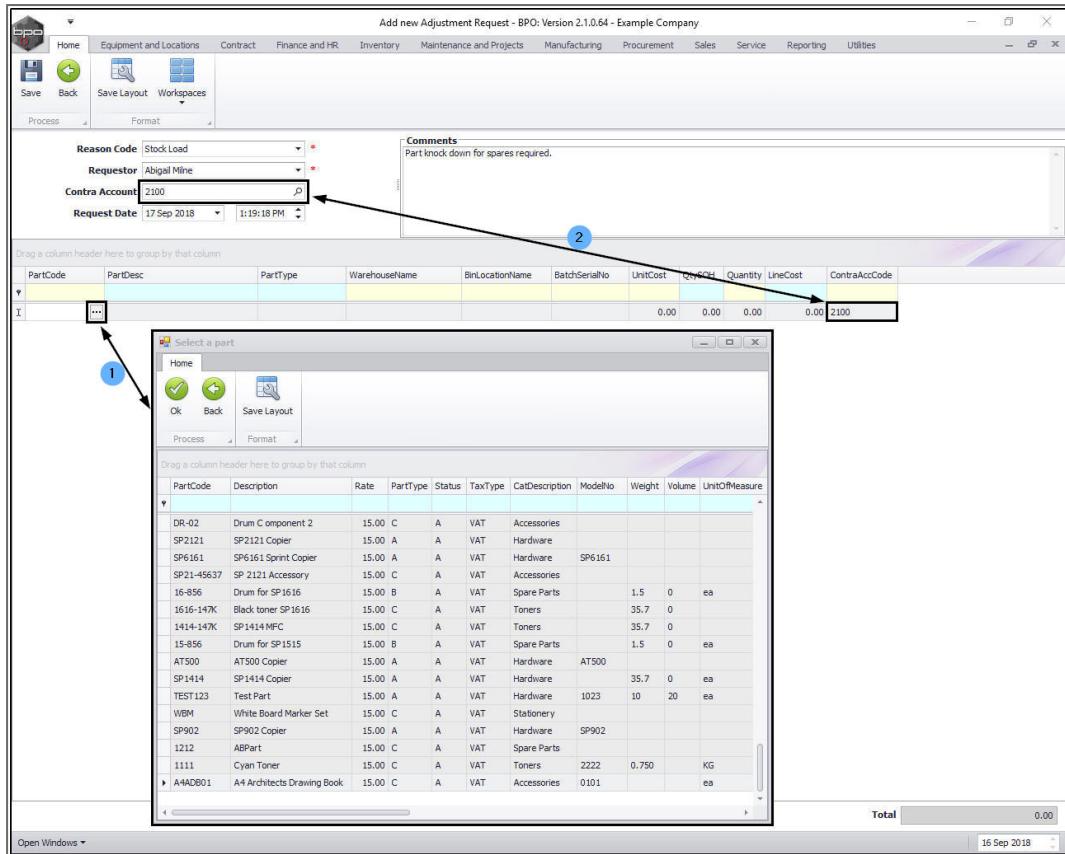 Add new Adjustment Request - BPO: Version 2.1.0.64 - Example Company
bpo
Home Equipment and Locations Contract Finance and HR Inventory Maintenance and Projects Manufacturing Procurement Sales Service Reporting Utilities
Save Back Save Layout Workspaces
Process Format
Reason Code Stock Load *
Requestor Abigail Milne *
Contra Account 2100
Request Date 17 Sep 2018 1:19:18 PM
Comments
Part knock down for spares required.
2
Drag a column header here to group by that column
PartCode PartDesc PartType WarehouseName BinLocationName BatchSerialNo UnitCost QtySOH Quantity LineCost ContraAccCode
I ... 0.00 0.00 0.00 0.00 2100
1
Select a part
Home
Ok Back Save Layout
Process Format
Drag a column header here to group by that column
PartCode Description Rate PartType Status TaxType CatDescription ModelNo Weight Volume UnitOfMeasure
DR-02 Drum C omponent 2 15.00 C A VAT Accessories
SP2121 SP2121 Copier 15.00 A A VAT Hardware
SP6161 SP6161 Sprint Copier 15.00 A A VAT Hardware SP6161
SP21-45637 SP 2121 Accessory 15.00 C A VAT Accessories
16-856 Drum for SP1616 15.00 B A VAT Spare Parts 1.5 0 ea
1616-147K Black toner SP1616 15.00 C A VAT Toners 35.7 0
1414-147K SP1414 MFC 15.00 C A VAT Toners 35.7 0
15-856 Drum for SP1515 15.00 B A VAT Spare Parts 1.5 0 ea
AT500 AT500 Copier 15.00 A A VAT Hardware AT500
SP1414 SP1414 Copier 15.00 A A VAT Hardware 35.7 0 ea
TEST123 Test Part 15.00 A A VAT Hardware 1023 10 20 ea
WBM White Board Marker Set 15.00 C A VAT Stationery
SP902 SP902 Copier 15.00 A A VAT Hardware SP902
1212 ABPart 15.00 C A VAT Spare Parts
1111 Cyan Toner 15.00 C A VAT Toners 2222 0.750 KG
A4ADB01 A4 Architects Drawing Book 15.00 C A VAT Accessories 0101 ea
Total 0.00
Open Windows 16 Sep 2018